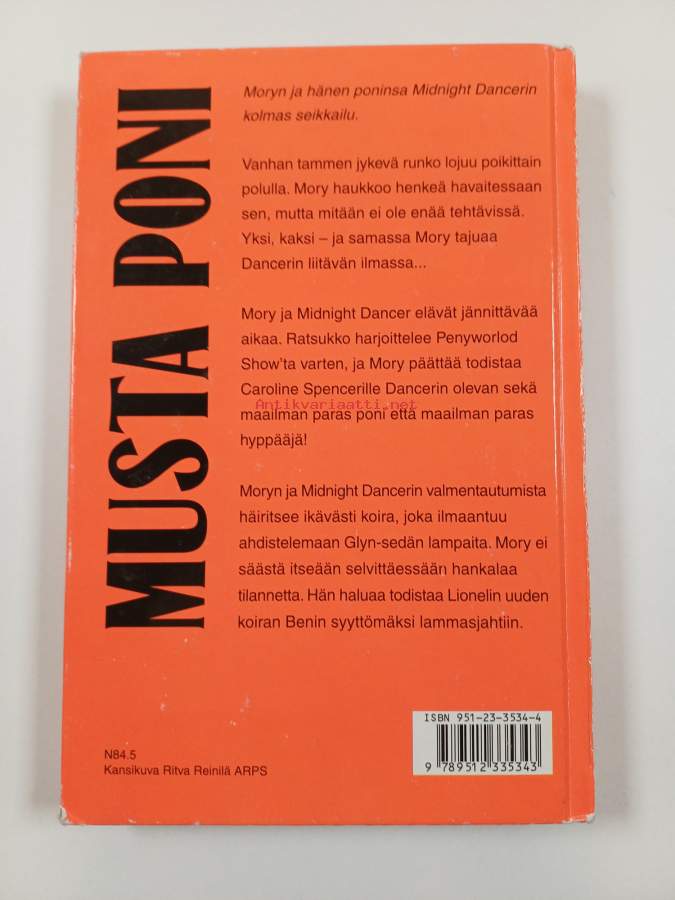 MUSTA PONI
Moryn ja hänen poninsa Midnight Dancerin
kolmas seikkailu.
Vanhan tammen jykevä runko lojuu poikittain
polulla. Mory haukkoo henkeä havaitessaan
sen, mutta mitään ei ole enää tehtävissä.
Yksi, kaksi – ja samassa Mory tajuaa
Dancerin liitävän ilmassa...
Mory ja Midnight Dancer elävät jännittävää
aikaa. Ratsukko harjoittelee Penyworlod
Show'ta varten, ja Mory päättää todistaa
Caroline Spencerille Dancerin olevan sekä
Antikvariaatti.net
maailman paras poni että maailman paras
hyppääjä!
Moryn ja Midnight Dancerin valmentautumista
häiritsee ikävästi koira, joka ilmaantuu
ahdistelemaan Glyn-sedän lampaita. Mory ei
säästä itseään selvittäessään hankalaa
tilannetta. Hän haluaa todistaa Lionelin uuden
koiran Benin syyttömäksi lammasjahtiin.
ISBN 951-23-3534-4
9 789512 335343
N84.5
Kansikuva Ritva Reinilä ARPS